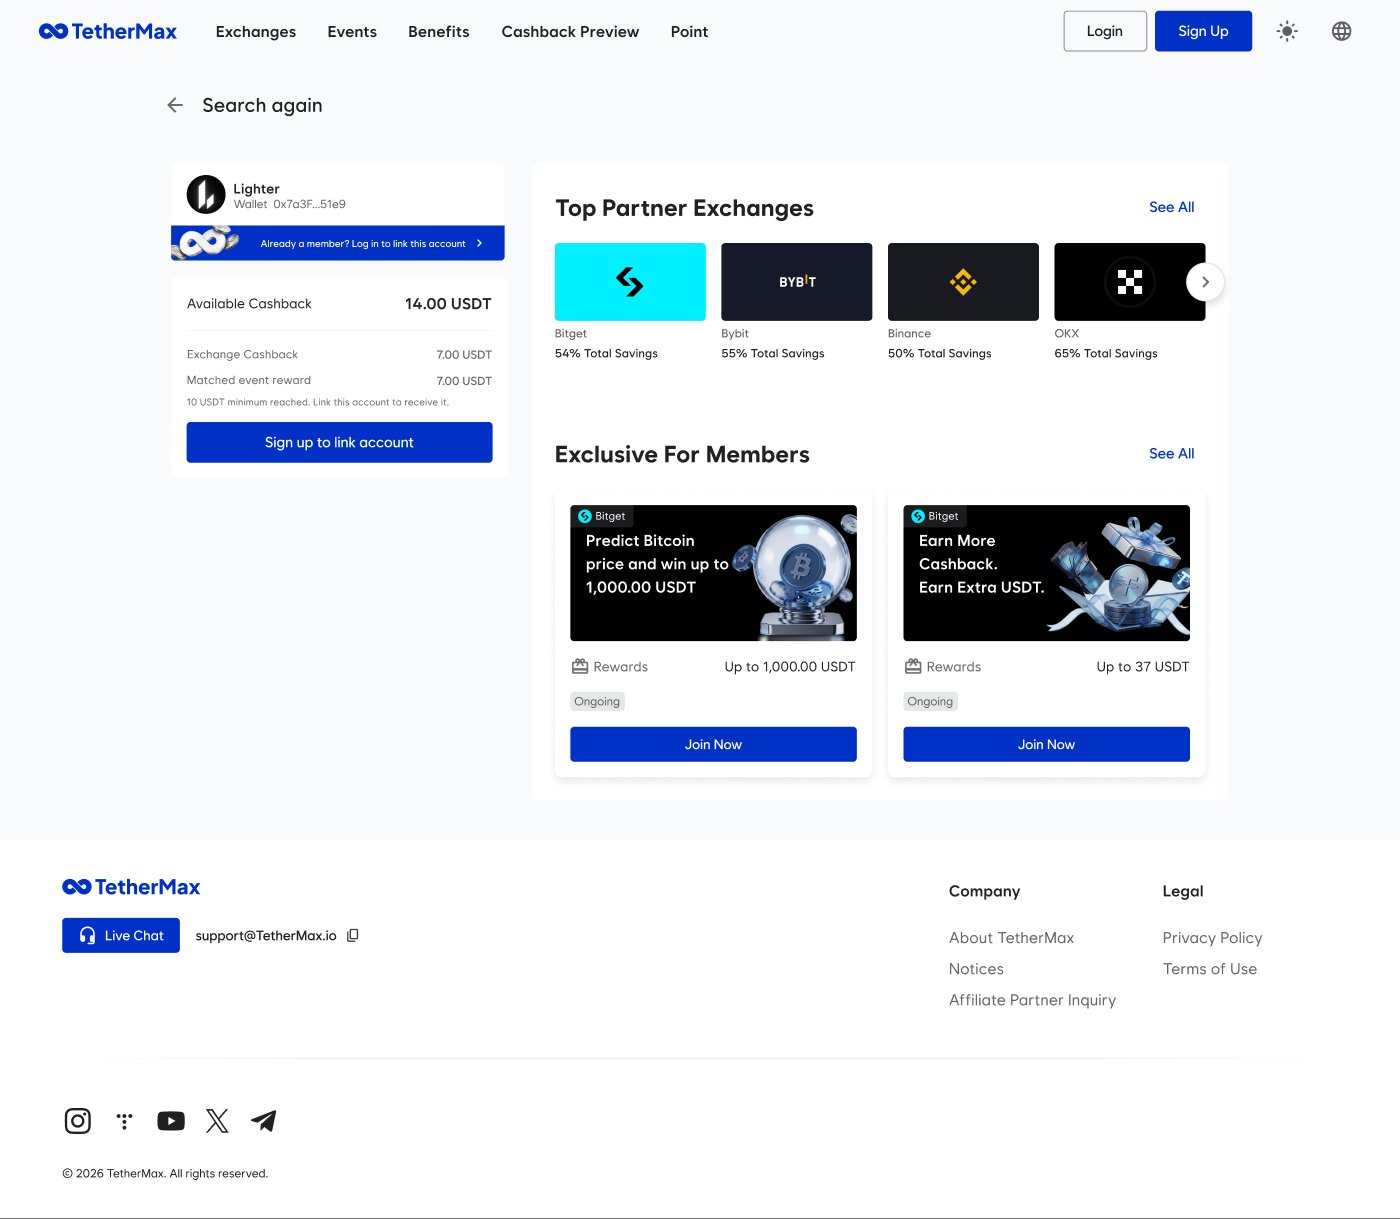 TetherMax
Exchanges
Events
Benefits
Cashback Preview
Point
Login
Sign Up
Search again
Lighter
Wallet 0x7a3F...51e9
Already a member? Log in to link this account
Available Cashback 14.00 USDT
Exchange Cashback 7.00 USDT
Matched event reward 7.00 USDT
10 USDT minimum reached. Link this account to receive it.
Sign up to link account
Top Partner Exchanges
See All
BYBIT
Bitget
54% Total Savings
Bybit
55% Total Savings
Binance
50% Total Savings
OKX
65% Total Savings
Exclusive For Members
See All
Bitget
Predict Bitcoin
price and win up to
1,000.00 USDT
Rewards Up to 1,000.00 USDT
Ongoing
Join Now
Bitget
Earn More
Cashback.
Earn Extra USDT.
Rewards Up to 37 USDT
Ongoing
Join Now
TetherMax
Live Chat
support@TetherMax.io
Company
About TetherMax
Notices
Affiliate Partner Inquiry
Legal
Privacy Policy
Terms of Use
© 2026 TetherMax. All rights reserved.